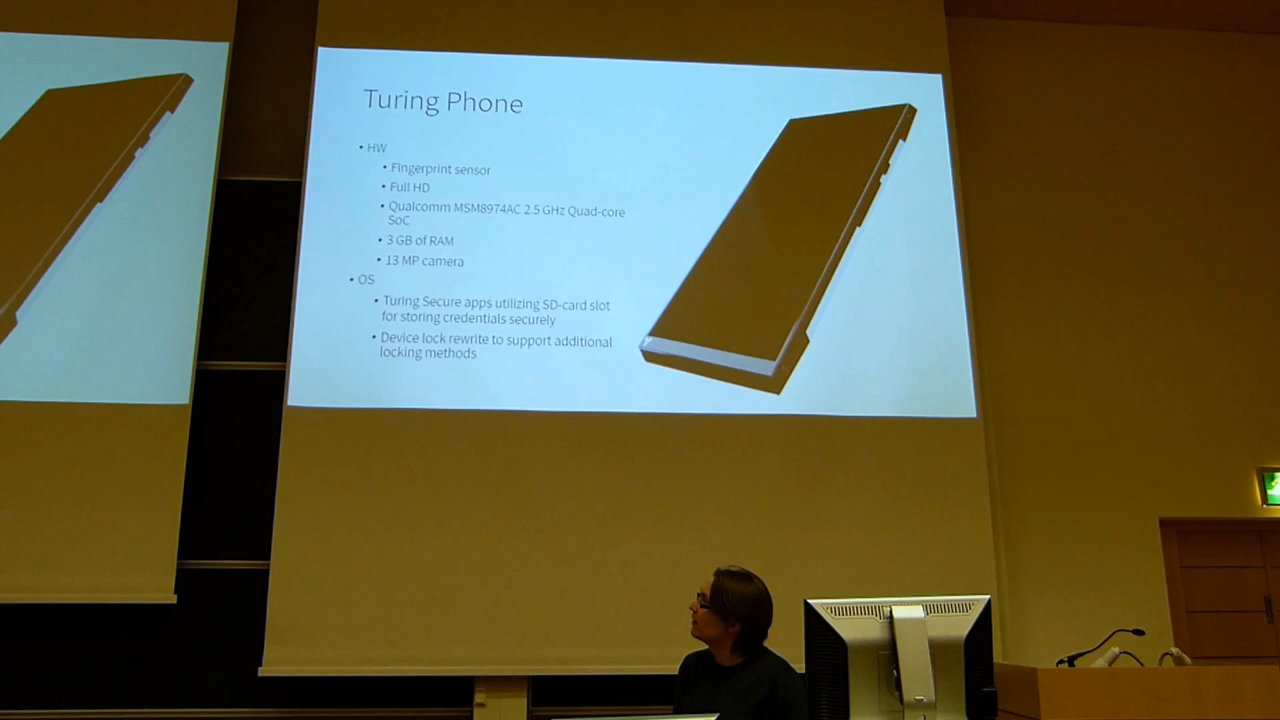 Turing Phone
• HW
• Fingerprint sensor
• Full HD
• Qualcomm MSM8974AC 2.5 GHz Quad-core
SoC
• 3 GB of RAM
• 13 MP camera
• OS
• Turing Secure apps utilizing SD-card slot
for storing credentials securely
• Device lock rewrite to support additional
locking methods